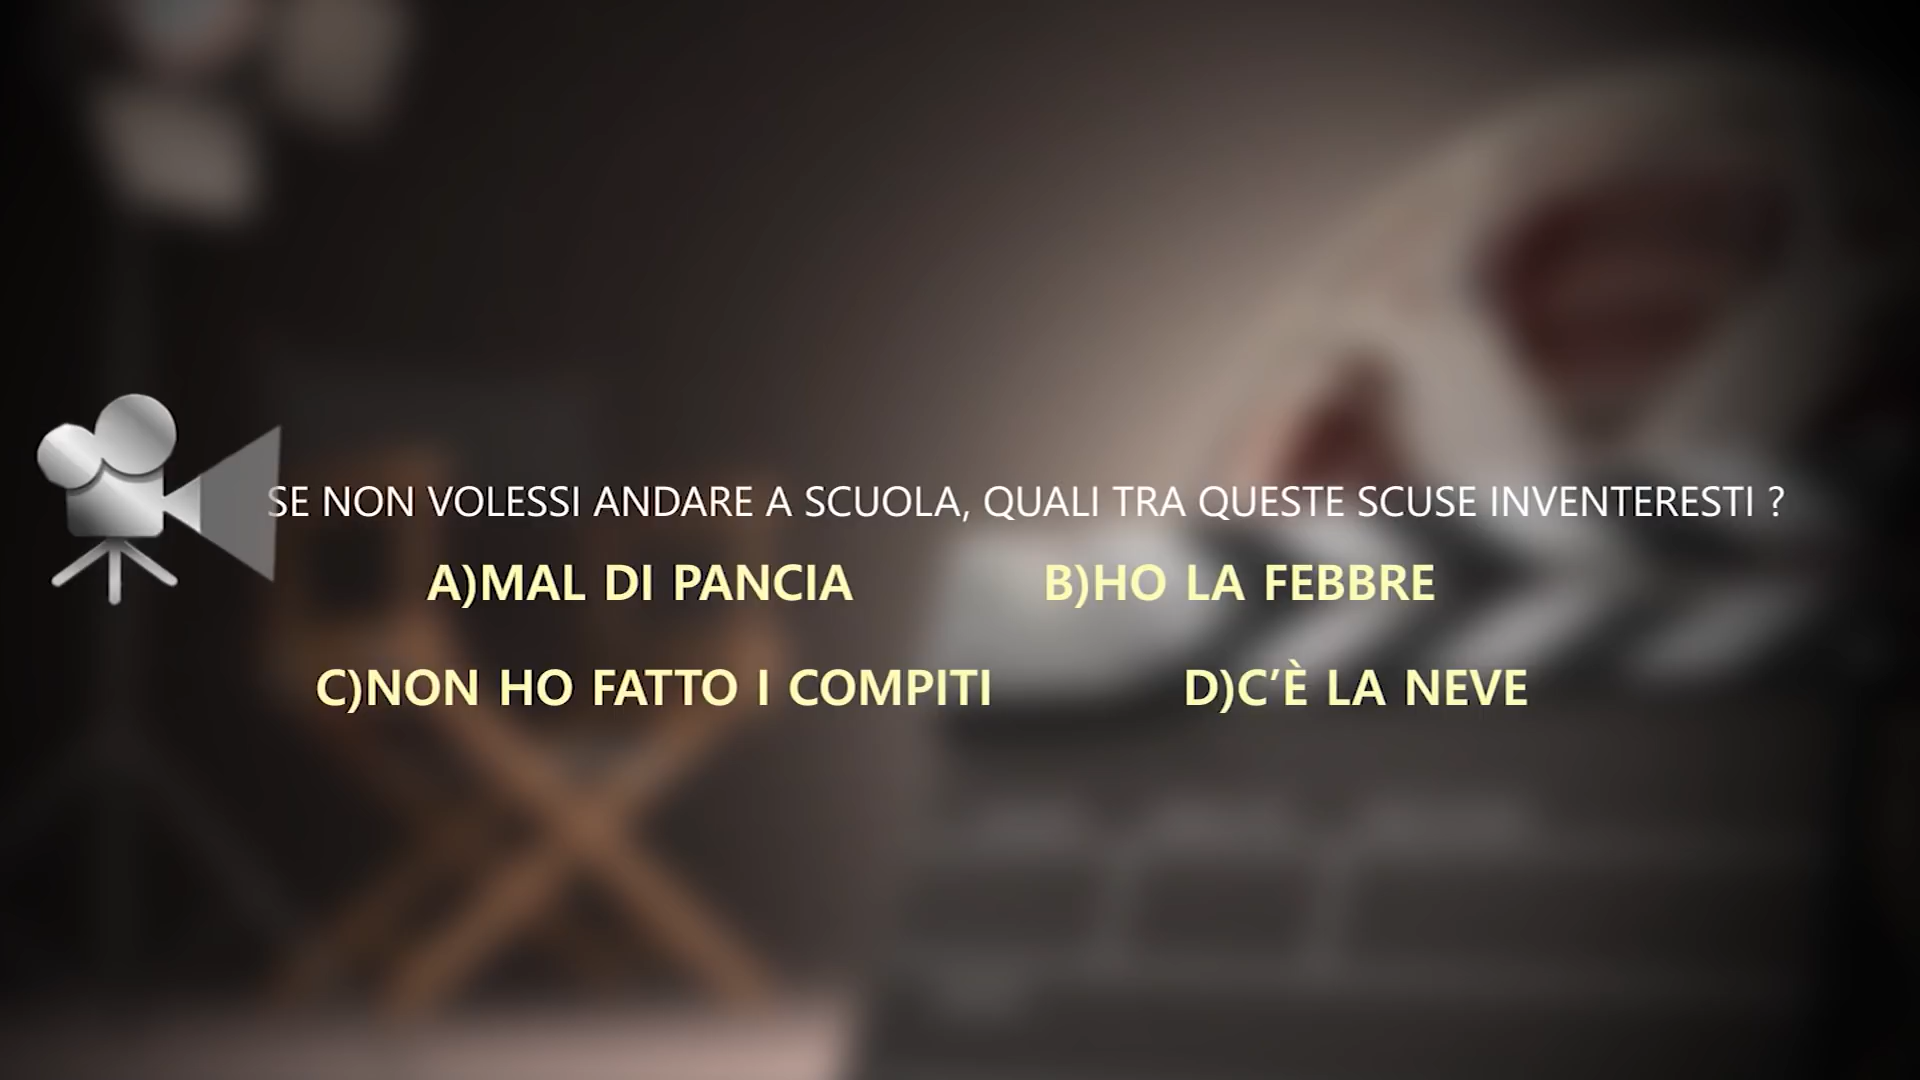 SE NON VOLESSI ANDARE A SCUOLA, QUALI TRA QUESTE SCUSE INVENTERESTI ?
A)MAL DI PANCIA B)HO LA FEBBRE
C)NON HO FATTO I COMPITI D)C’È LA NEVE